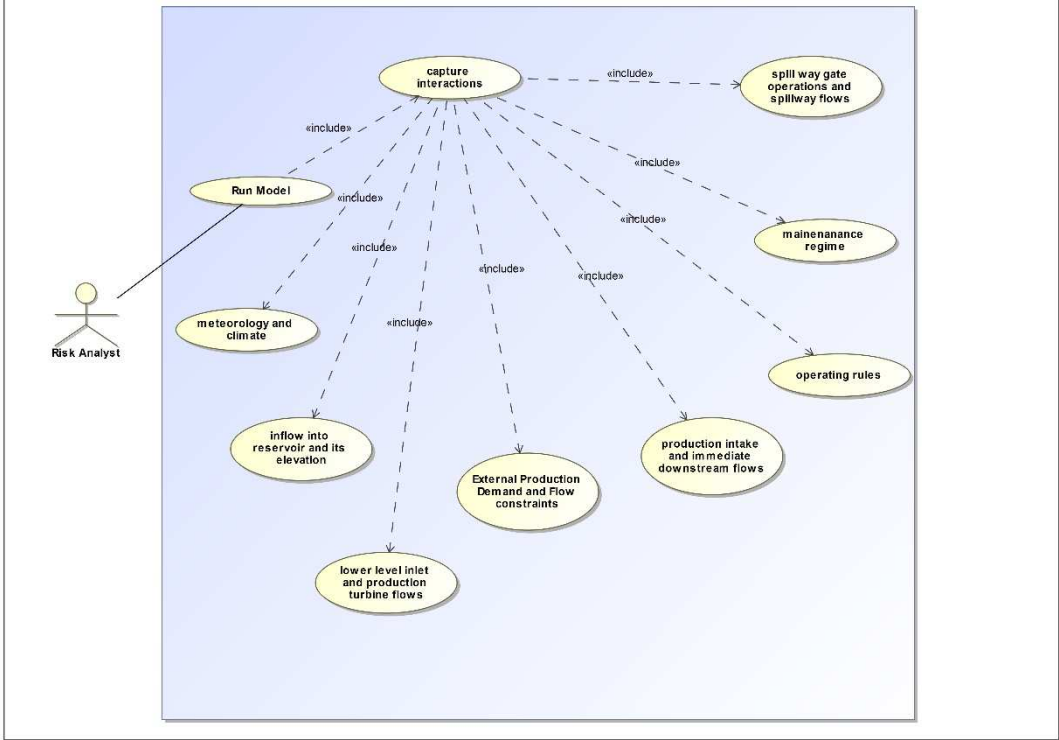 capture
interactions
«include»
spill way gate
operations and
spillway flows
«include»
Run Model
«include»
«include»
mainenanance
regime
«include»
«include»
«include»
«include»
meteorology and
climate
«include»
Risk Analyst
operating rules
inflow into
reservoir and its
elevation
production intake
and immediate
downstream flows
External Production
Demand and Flow
constraints
lower level inlet
and production
turbine flows